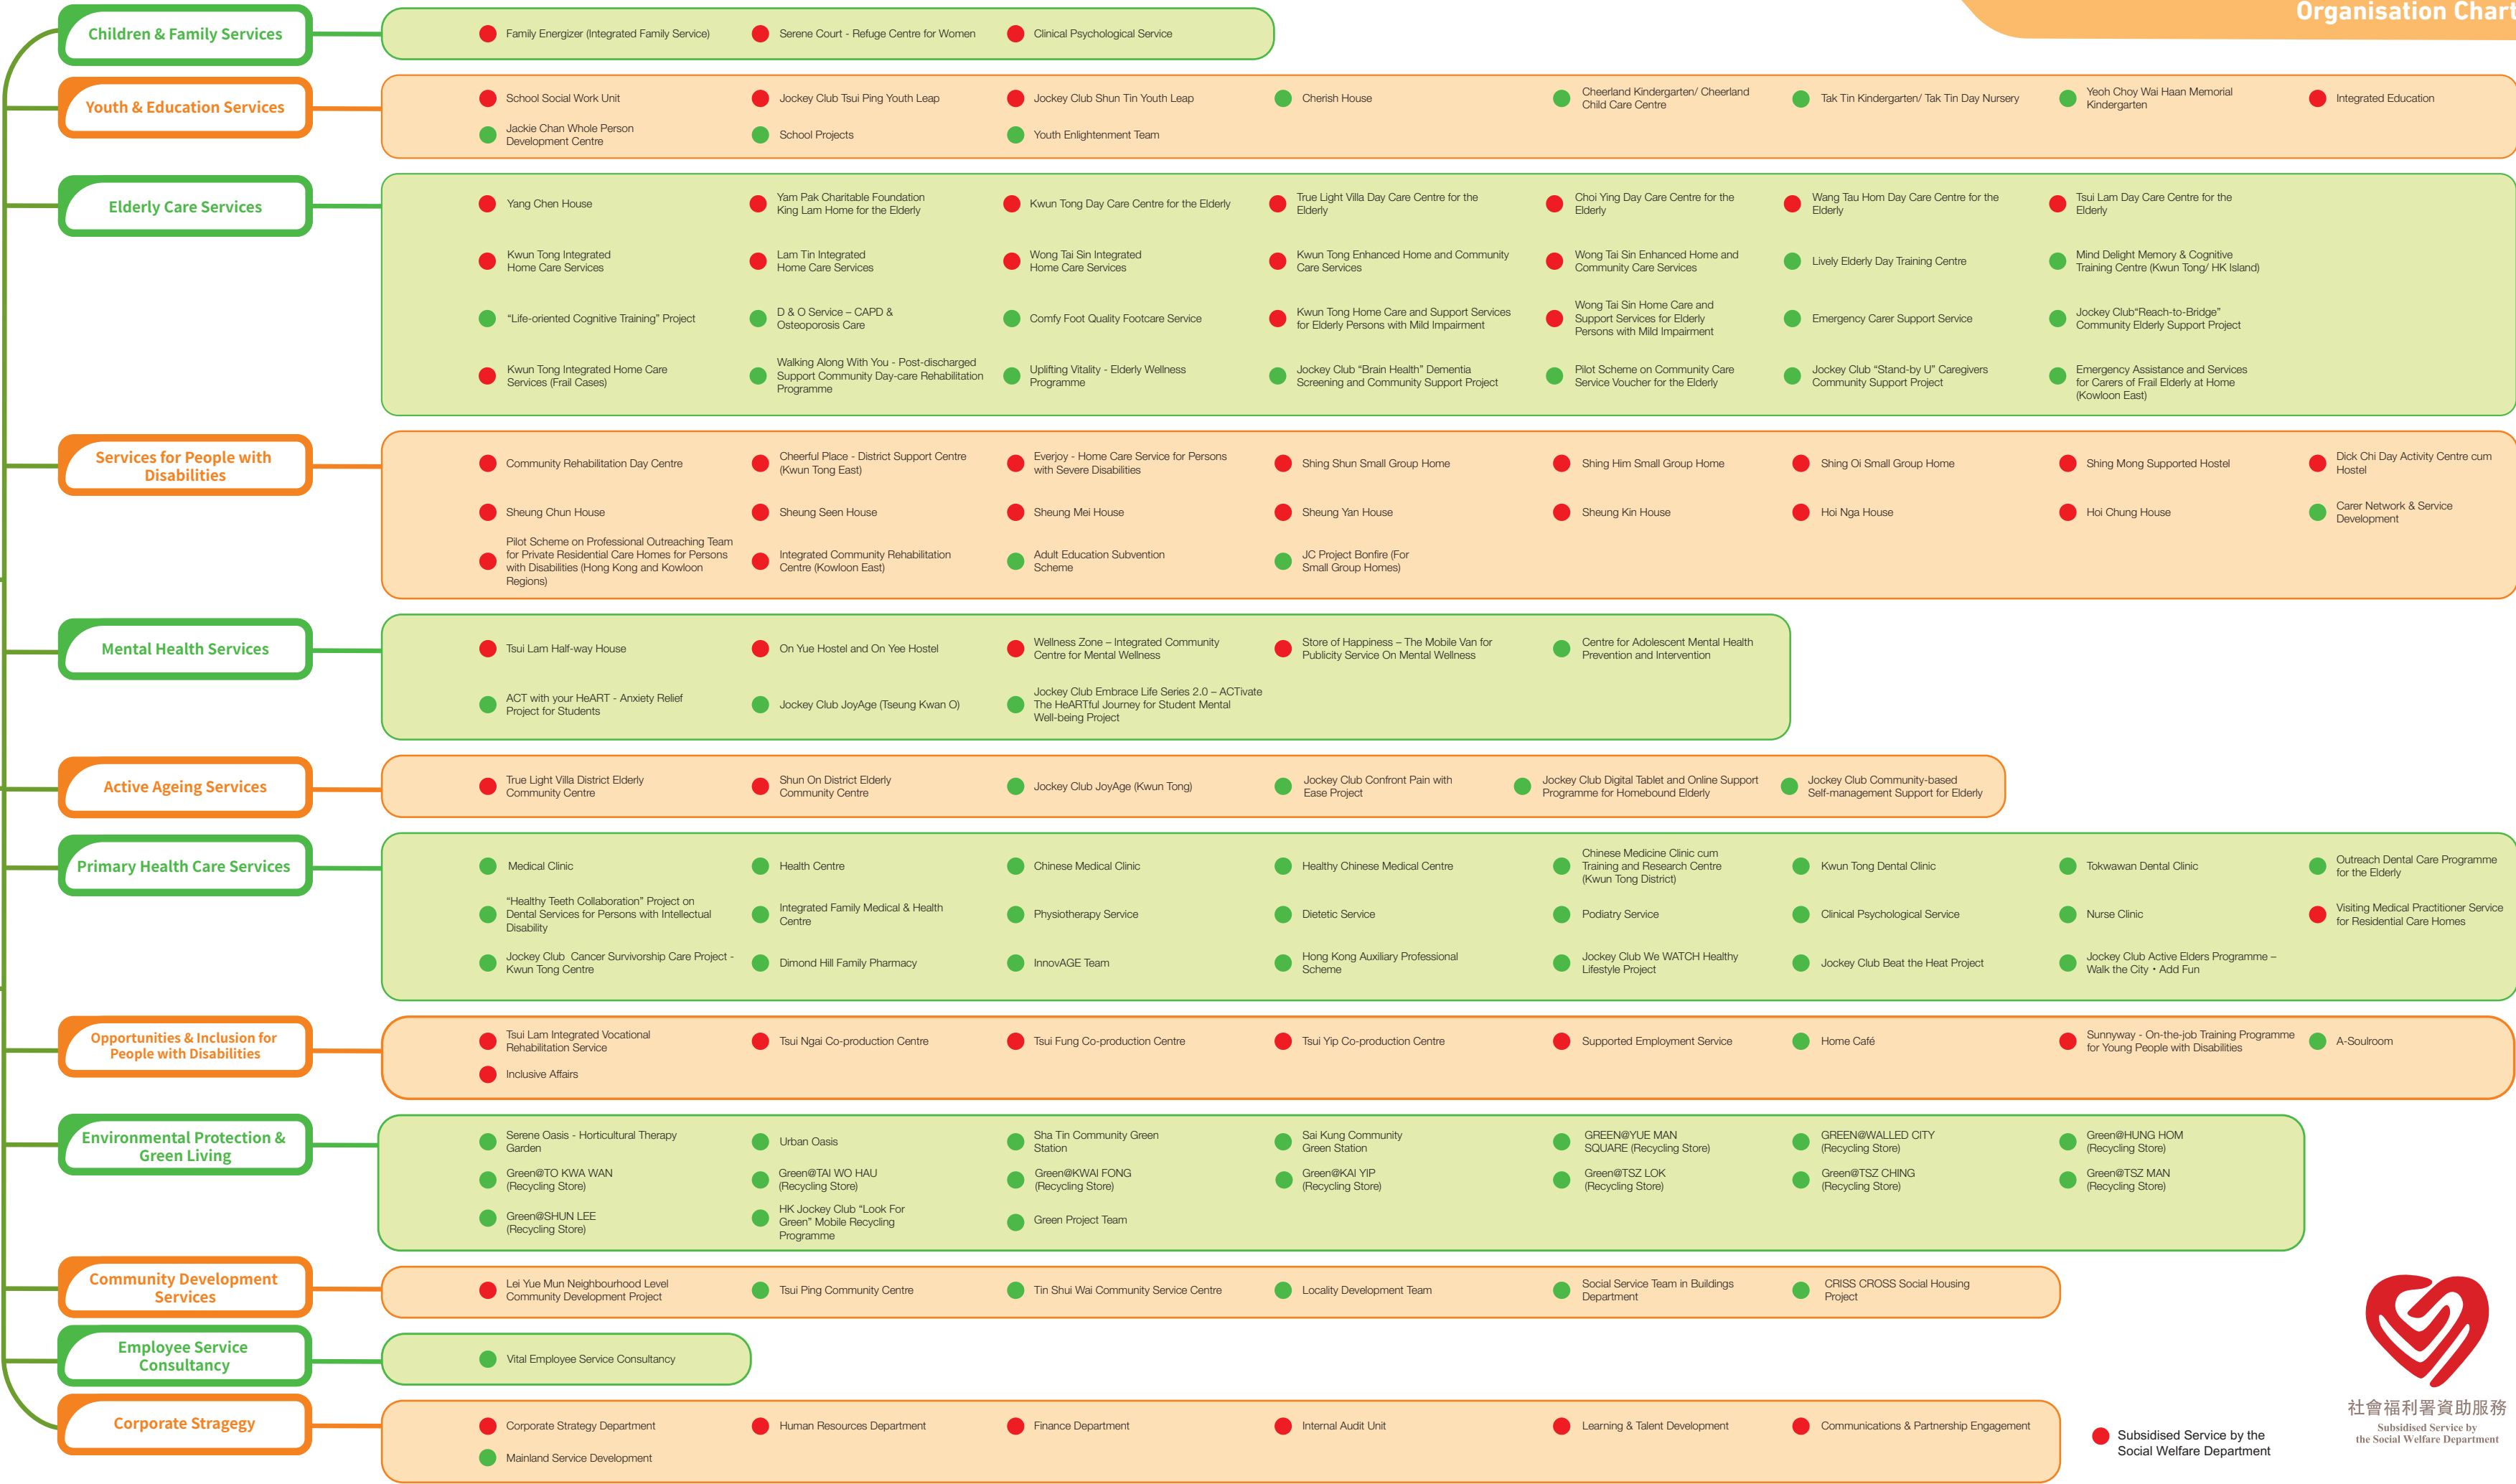 Organisation Chart
Children & Family Services
Family Energizer (Integrated Family Service)
Serene Court - Refuge Centre for Women
Clinical Psychological Service
Youth & Education Services
School Social Work Unit
Jockey Club Tsui Ping Youth Leap
Jockey Club Shun Tin Youth Leap
Cherish House
Cheerland Kindergarten/ Cheerland
Child Care Centre
Tak Tin Kindergarten/ Tak Tin Day Nursery
Yeoh Choy Wai Haan Memorial
Kindergarten
Integrated Education
Jackie Chan Whole Person
Development Centre
School Projects
Youth Enlightenment Team
Elderly Care Services
Yang Chen House
Yam Pak Charitable Foundation
King Lam Home for the Elderly
Kwun Tong Day Care Centre for the Elderly
True Light Villa Day Care Centre for the
Elderly
Choi Ying Day Care Centre for the
Elderly
Wang Tau Hom Day Care Centre for the
Elderly
Tsui Lam Day Care Centre for the
Elderly
Kwun Tong Integrated
Home Care Services
Lam Tin Integrated
Home Care Services
Wong Tai Sin Integrated
Home Care Services
Kwun Tong Enhanced Home and Community
Care Services
Wong Tai Sin Enhanced Home and
Community Care Services
Lively Elderly Day Training Centre
Mind Delight Memory & Cognitive
Training Centre (Kwun Tong/ HK Island)
“Life-oriented Cognitive Training” Project
D & O Service – CAPD &
Osteoporosis Care
Comfy Foot Quality Footcare Service
Kwun Tong Home Care and Support Services
for Elderly Persons with Mild Impairment
Wong Tai Sin Home Care and
Support Services for Elderly
Persons with Mild Impairment
Emergency Carer Support Service
Jockey Club“Reach-to-Bridge”
Community Elderly Support Project
Kwun Tong Integrated Home Care
Services (Frail Cases)
Walking Along With You - Post-discharged
Support Community Day-care Rehabilitation
Programme
Uplifting Vitality - Elderly Wellness
Programme
Jockey Club “Brain Health” Dementia
Screening and Community Support Project
Pilot Scheme on Community Care
Service Voucher for the Elderly
Jockey Club “Stand-by U” Caregivers
Community Support Project
Emergency Assistance and Services
for Carers of Frail Elderly at Home
(Kowloon East)
Services for People with
Disabilities
Community Rehabilitation Day Centre
Cheerful Place - District Support Centre
(Kwun Tong East)
Everjoy - Home Care Service for Persons
with Severe Disabilities
Shing Shun Small Group Home
Shing Him Small Group Home
Shing Oi Small Group Home
Shing Mong Supported Hostel
Dick Chi Day Activity Centre cum
Hostel
Sheung Chun House
Sheung Seen House
Sheung Mei House
Sheung Yan House
Sheung Kin House
Hoi Nga House
Hoi Chung House
Carer Network & Service
Development
Pilot Scheme on Professional Outreaching Team
for Private Residential Care Homes for Persons
with Disabilities (Hong Kong and Kowloon
Regions)
Integrated Community Rehabilitation
Centre (Kowloon East)
Adult Education Subvention
Scheme
JC Project Bonfire (For
Small Group Homes)
Mental Health Services
Tsui Lam Half-way House
On Yue Hostel and On Yee Hostel
Wellness Zone – Integrated Community
Centre for Mental Wellness
Store of Happiness – The Mobile Van for
Publicity Service On Mental Wellness
Centre for Adolescent Mental Health
Prevention and Intervention
ACT with your HeART - Anxiety Relief
Project for Students
Jockey Club JoyAge (Tseung Kwan O)
Jockey Club Embrace Life Series 2.0 – ACTivate
The HeARTful Journey for Student Mental
Well-being Project
Active Ageing Services
True Light Villa District Elderly
Community Centre
Shun On District Elderly
Community Centre
Jockey Club JoyAge (Kwun Tong)
Jockey Club Confront Pain with
Ease Project
Jockey Club Digital Tablet and Online Support
Programme for Homebound Elderly
Jockey Club Community-based
Self-management Support for Elderly
Primary Health Care Services
Medical Clinic
Health Centre
Chinese Medical Clinic
Healthy Chinese Medical Centre
Chinese Medicine Clinic cum
Training and Research Centre
(Kwun Tong District)
Kwun Tong Dental Clinic
Tokwawan Dental Clinic
Outreach Dental Care Programme
for the Elderly
“Healthy Teeth Collaboration” Project on
Dental Services for Persons with Intellectual
Disability
Integrated Family Medical & Health
Centre
Physiotherapy Service
Dietetic Service
Podiatry Service
Clinical Psychological Service
Nurse Clinic
Visiting Medical Practitioner Service
for Residential Care Homes
Jockey Club Cancer Survivorship Care Project -
Kwun Tong Centre
Dimond Hill Family Pharmacy
InnovAGE Team
Hong Kong Auxiliary Professional
Scheme
Jockey Club We WATCH Healthy
Lifestyle Project
Jockey Club Beat the Heat Project
Jockey Club Active Elders Programme –
Walk the City・Add Fun
Opportunities & Inclusion for
People with Disabilities
Tsui Lam Integrated Vocational
Rehabilitation Service
Tsui Ngai Co-production Centre
Tsui Fung Co-production Centre
Tsui Yip Co-production Centre
Supported Employment Service
Home Café
Sunnyway - On-the-job Training Programme
for Young People with Disabilities
A-Soulroom
Inclusive Affairs
Environmental Protection &
Green Living
Serene Oasis - Horticultural Therapy
Garden
Urban Oasis
Sha Tin Community Green
Station
Sai Kung Community
Green Station
GREEN@YUE MAN
SQUARE (Recycling Store)
GREEN@WALLED CITY
(Recycling Store)
Green@HUNG HOM
(Recycling Store)
Green@TO KWA WAN
(Recycling Store)
Green@TAI WO HAU
(Recycling Store)
Green@KWAI FONG
(Recycling Store)
Green@KAI YIP
(Recycling Store)
Green@TSZ LOK
(Recycling Store)
Green@TSZ CHING
(Recycling Store)
Green@TSZ MAN
(Recycling Store)
Green@SHUN LEE
(Recycling Store)
HK Jockey Club “Look For
Green” Mobile Recycling
Programme
Green Project Team
Community Development
Services
Lei Yue Mun Neighbourhood Level
Community Development Project
Tsui Ping Community Centre
Tin Shui Wai Community Service Centre
Locality Development Team
Social Service Team in Buildings
Department
CRISS CROSS Social Housing
Project
Employee Service
Consultancy
Vital Employee Service Consultancy
Corporate Stragegy
Corporate Strategy Department
Human Resources Department
Finance Department
Internal Audit Unit
Learning & Talent Development
Communications & Partnership Engagement
Mainland Service Development
Subsidised Service by the
Social Welfare Department
社會福利署資助服務
Subsidised Service by
the Social Welfare Department